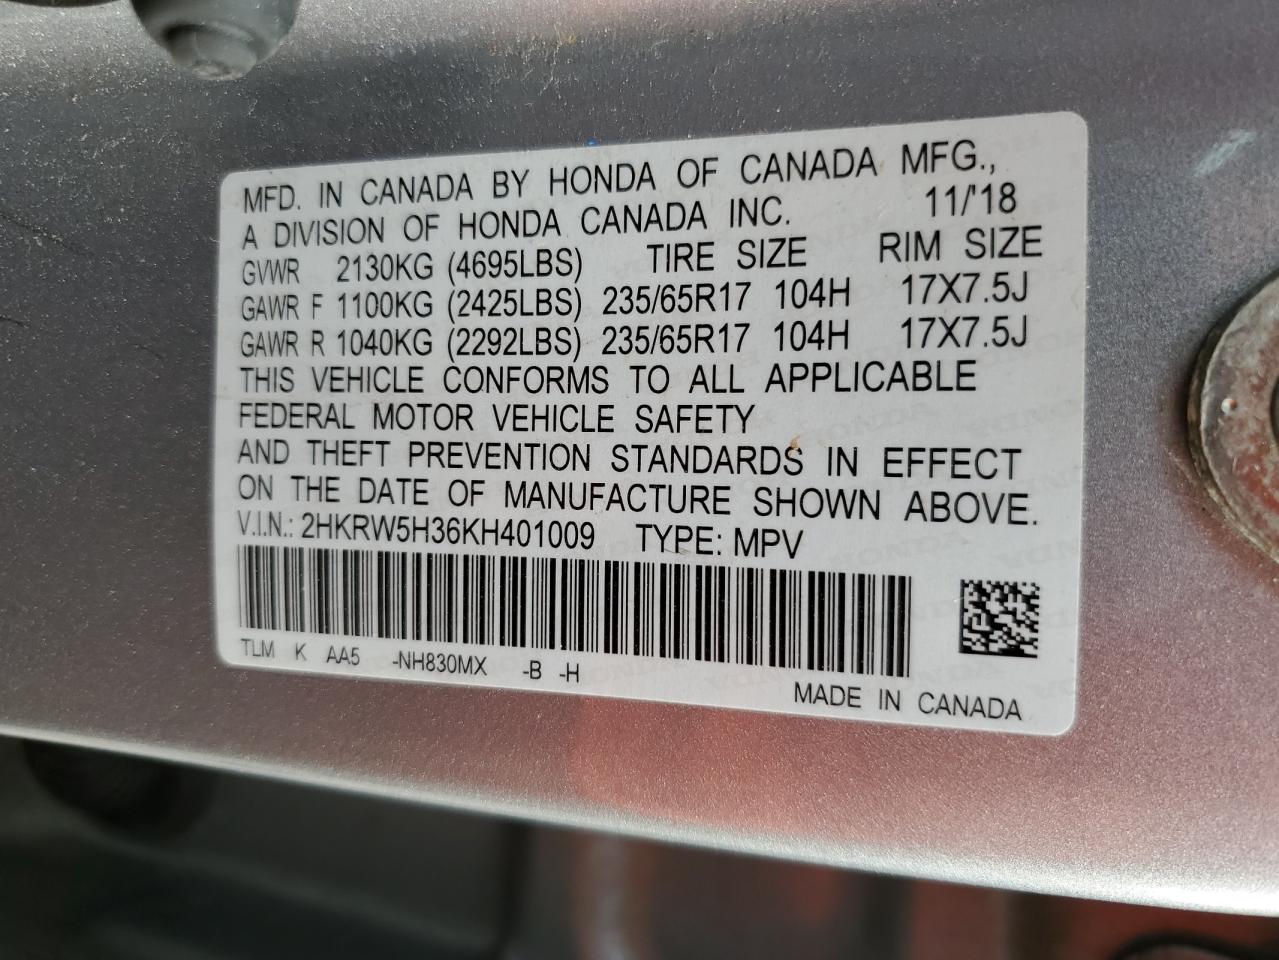 MFD. IN CANADA BY HONDA OF CANADA MFG.,
A DIVISION OF HONDA CANADA INC. 11/'18
GVWR 2130KG (4695LBS) TIRE SIZE RIM SIZE
GAWR F 1100KG (2425LBS) 235/65R17 104H 17X7.5J
GAWR R 1040KG (2292LBS) 235/65R17 104H 17X7.5J
THIS VEHICLE CONFORMS TO ALL APPLICABLE
FEDERAL MOTOR VEHICLE SAFETY
AND THEFT PREVENTION STANDARDS IN EFFECT
ON THE DATE OF MANUFACTURE SHOWN ABOVE.
V.I.N.: 2HKRW5H36KH401009 TYPE: MPV
TLM K AA5 -NH830MX -B -H
MADE IN CANADA